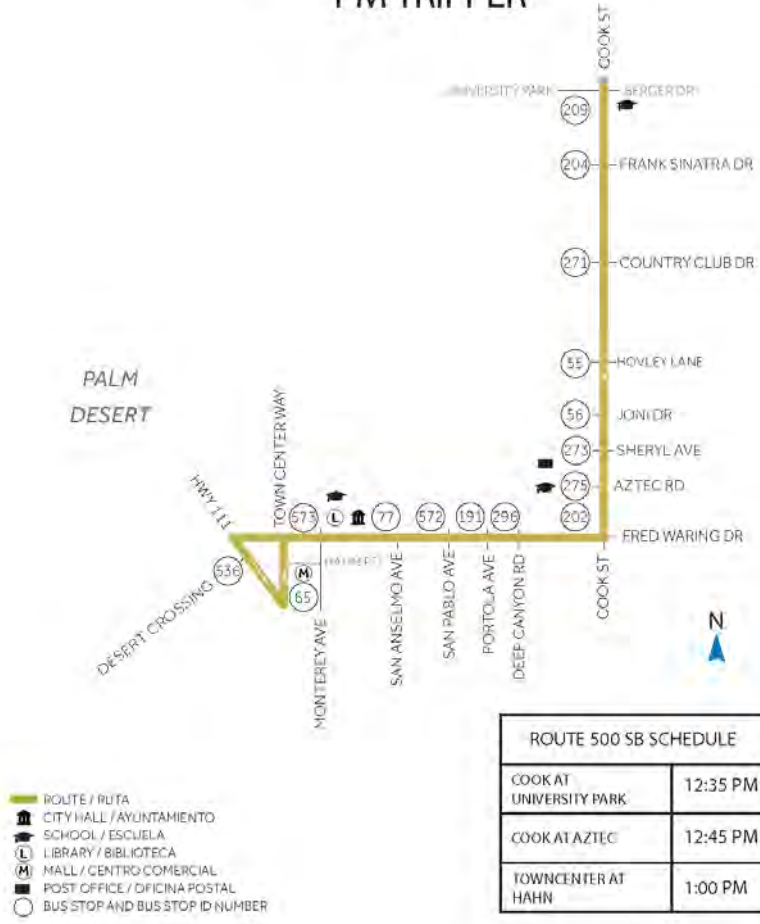 PM TRIPPER
COOK ST
UNIVERSITY PARK
BERGER DR
209
204
FRANK SINATRA DR
271
COUNTRY CLUB DR
55
HOVLEY LANE
PALM
DESERT
56
JONI DR
273
SHERYL AVE
275
AZTEC RD
HWY 111
TOWN CENTER WAY
573
L
77
572
191
296
202
FRED WARING DR
536
M
65
DESERT CROSSING
MONTEREY AVE
SAN ANSELMO AVE
SAN PABLO AVE
PORTOLA AVE
DEEP CANYON RD
COOK ST
N
ROUTE 500 SB SCHEDULE
COOK AT
UNIVERSITY PARK
12:35 PM
COOK AT AZTEC
12:45 PM
TOWNCENTER AT
HAHN
1:00 PM
ROUTE / RUTA
CITY HALL / AYUNTAMIENTO
SCHOOL / ESCUELA
L LIBRARY / BIBLIOTECA
M MALL / CENTRO COMERCIAL
POST OFFICE / OFICINA POSTAL
BUS STOP AND BUS STOP ID NUMBER